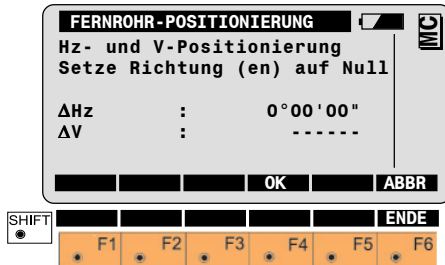 FERNROHR-POSITIONIERUNG
MC
Hz- und V-Positionierung
Setze Richtung (en) auf Null
ΔHz : 0°00'00"
ΔV : ------
OK ABBR
SHIFT ENDE
F1 F2 F3 F4 F5 F6